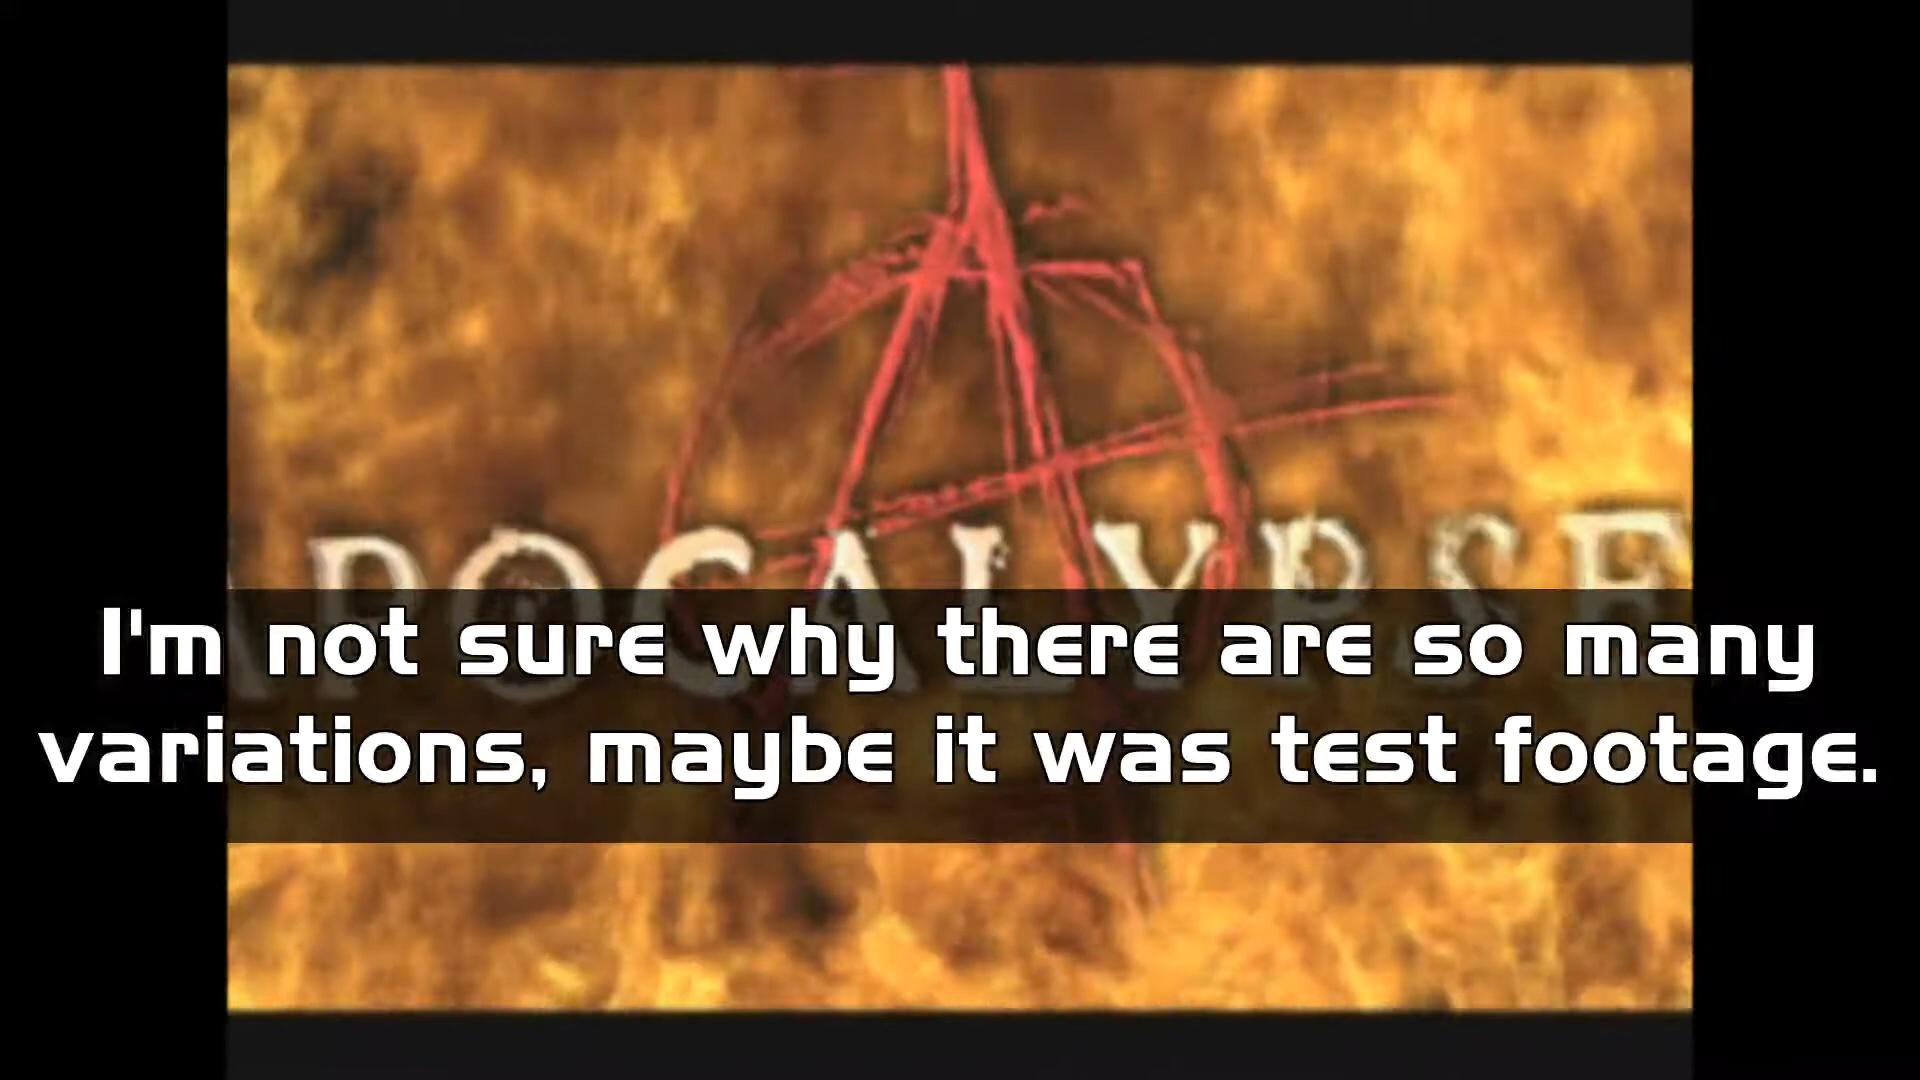 APOCALYPSE
I'm not sure why there are so many
variations, maybe it was test footage.